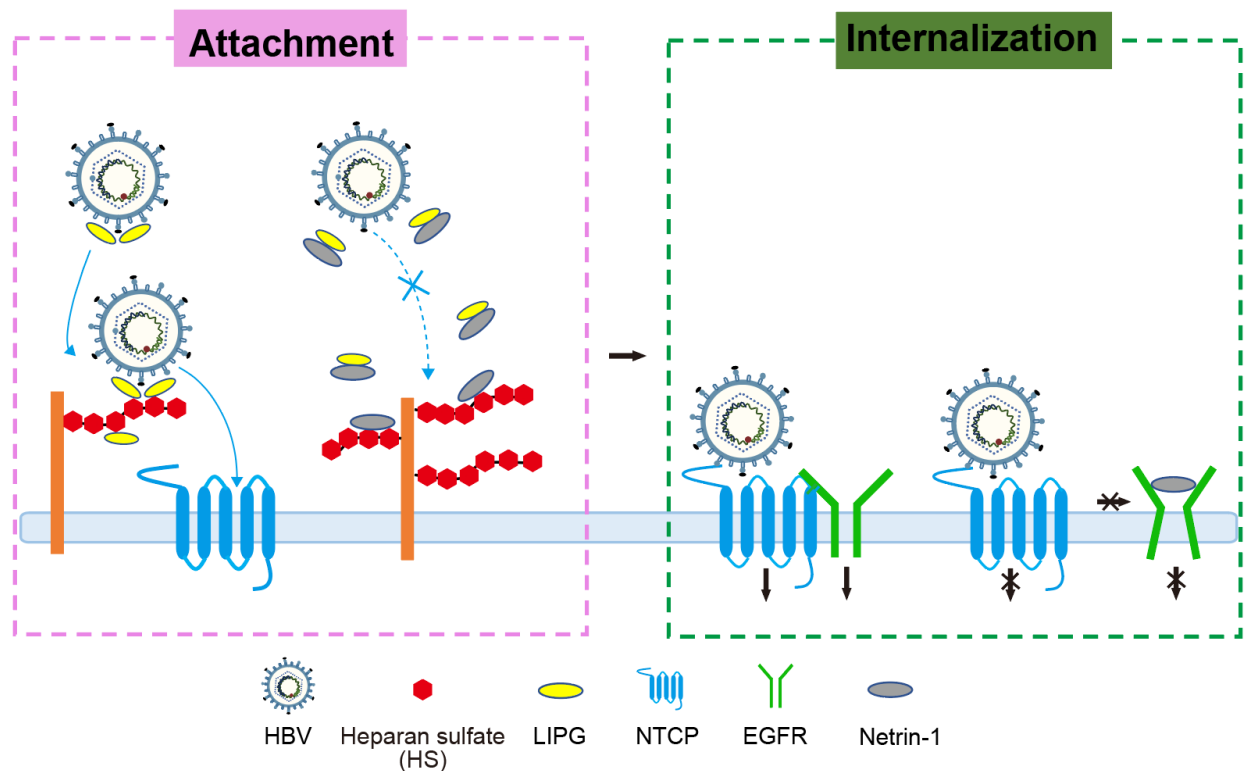 Attachment
Internalization
HBV
Heparan sulfate
(HS)
LIPG
NTCP
EGFR
Netrin-1